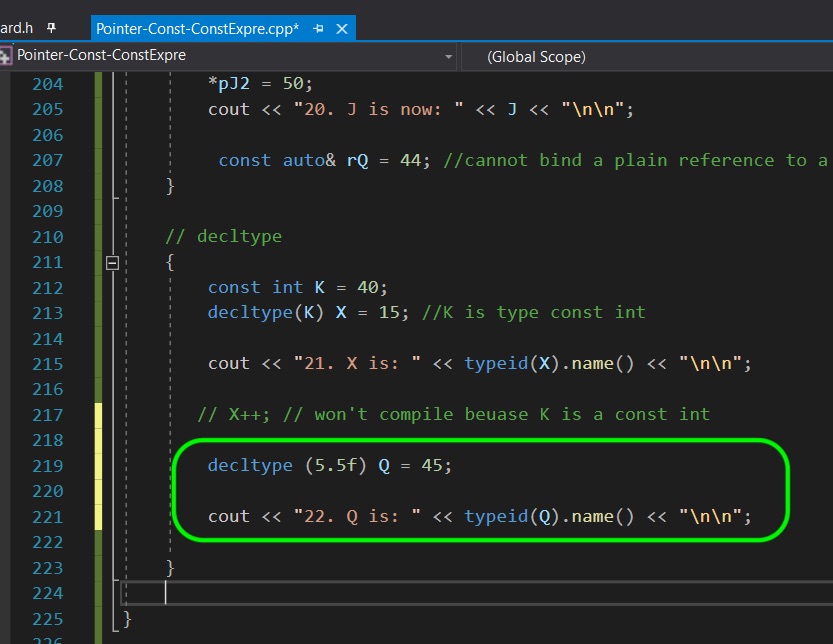 ard.h
Pointer-Const-ConstExpre.cpp*
Pointer-Const-ConstExpre
(Global Scope)
204 *pJ2 = 50;
205 cout << "20. J is now: " << J << "\n\n";
206
207 const auto& rQ = 44; //cannot bind a plain reference to a
208 }
209
210 // decltype
211 {
212 const int K = 40;
213 decltype(K) X = 15; //K is type const int
214
215 cout << "21. X is: " << typeid(X).name() << "\n\n";
216
217 // X++; // won't compile beuase K is a const int
218
219 decltype (5.5f) Q = 45;
220
221 cout << "22. Q is: " << typeid(Q).name() << "\n\n";
222
223 }
224
225 }
226